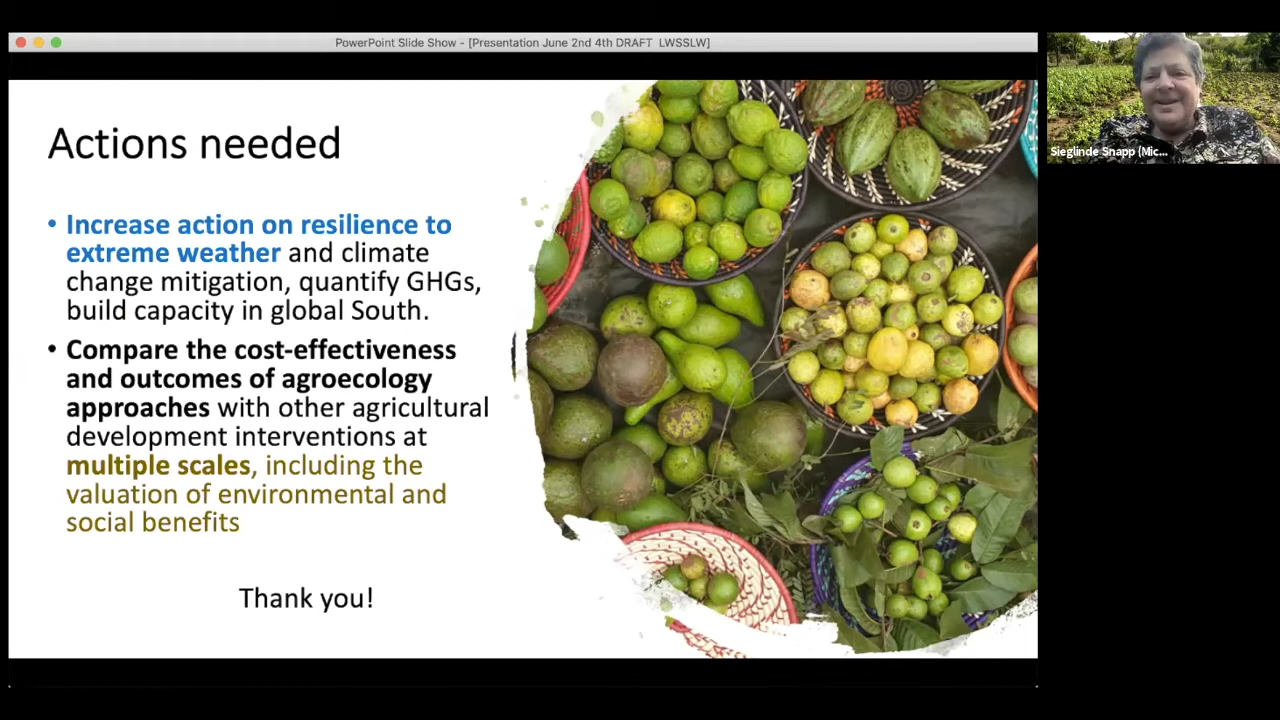 PowerPoint Slide Show - [Presentation June 2nd 4th DRAFT  LWSSLW]
Sieglinde Snapp (Mic...
Actions needed
• Increase action on resilience to
extreme weather and climate
change mitigation, quantify GHGs,
build capacity in global South.
• Compare the cost-effectiveness
and outcomes of agroecology
approaches with other agricultural
development interventions at
multiple scales, including the
valuation of environmental and
social benefits
Thank you!